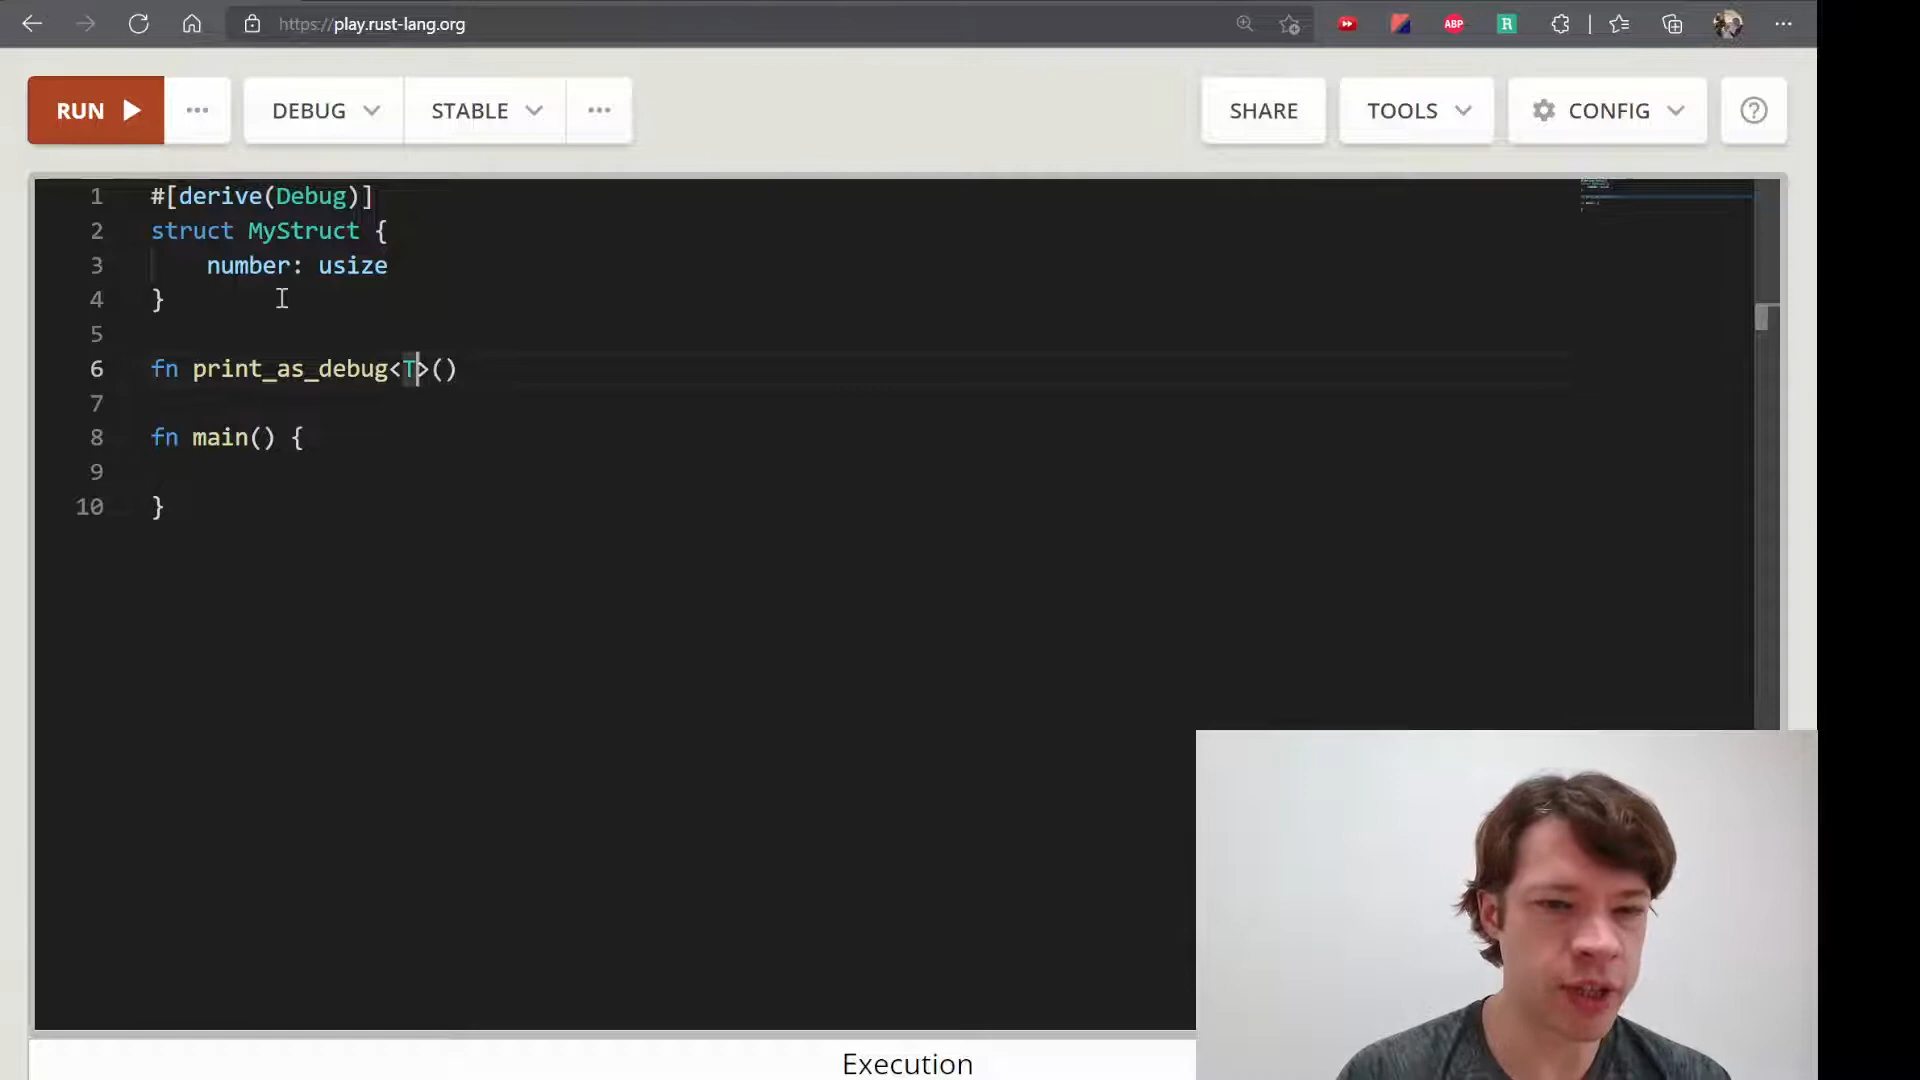 https://play.rust-lang.org
ABP
R
RUN
DEBUG
STABLE
SHARE
TOOLS
CONFIG
1 #[derive(Debug)]
2 struct MyStruct {
3     number: usize
4 }
5
6 fn print_as_debug<T>()
7
8 fn main() {
9
10 }
Execution